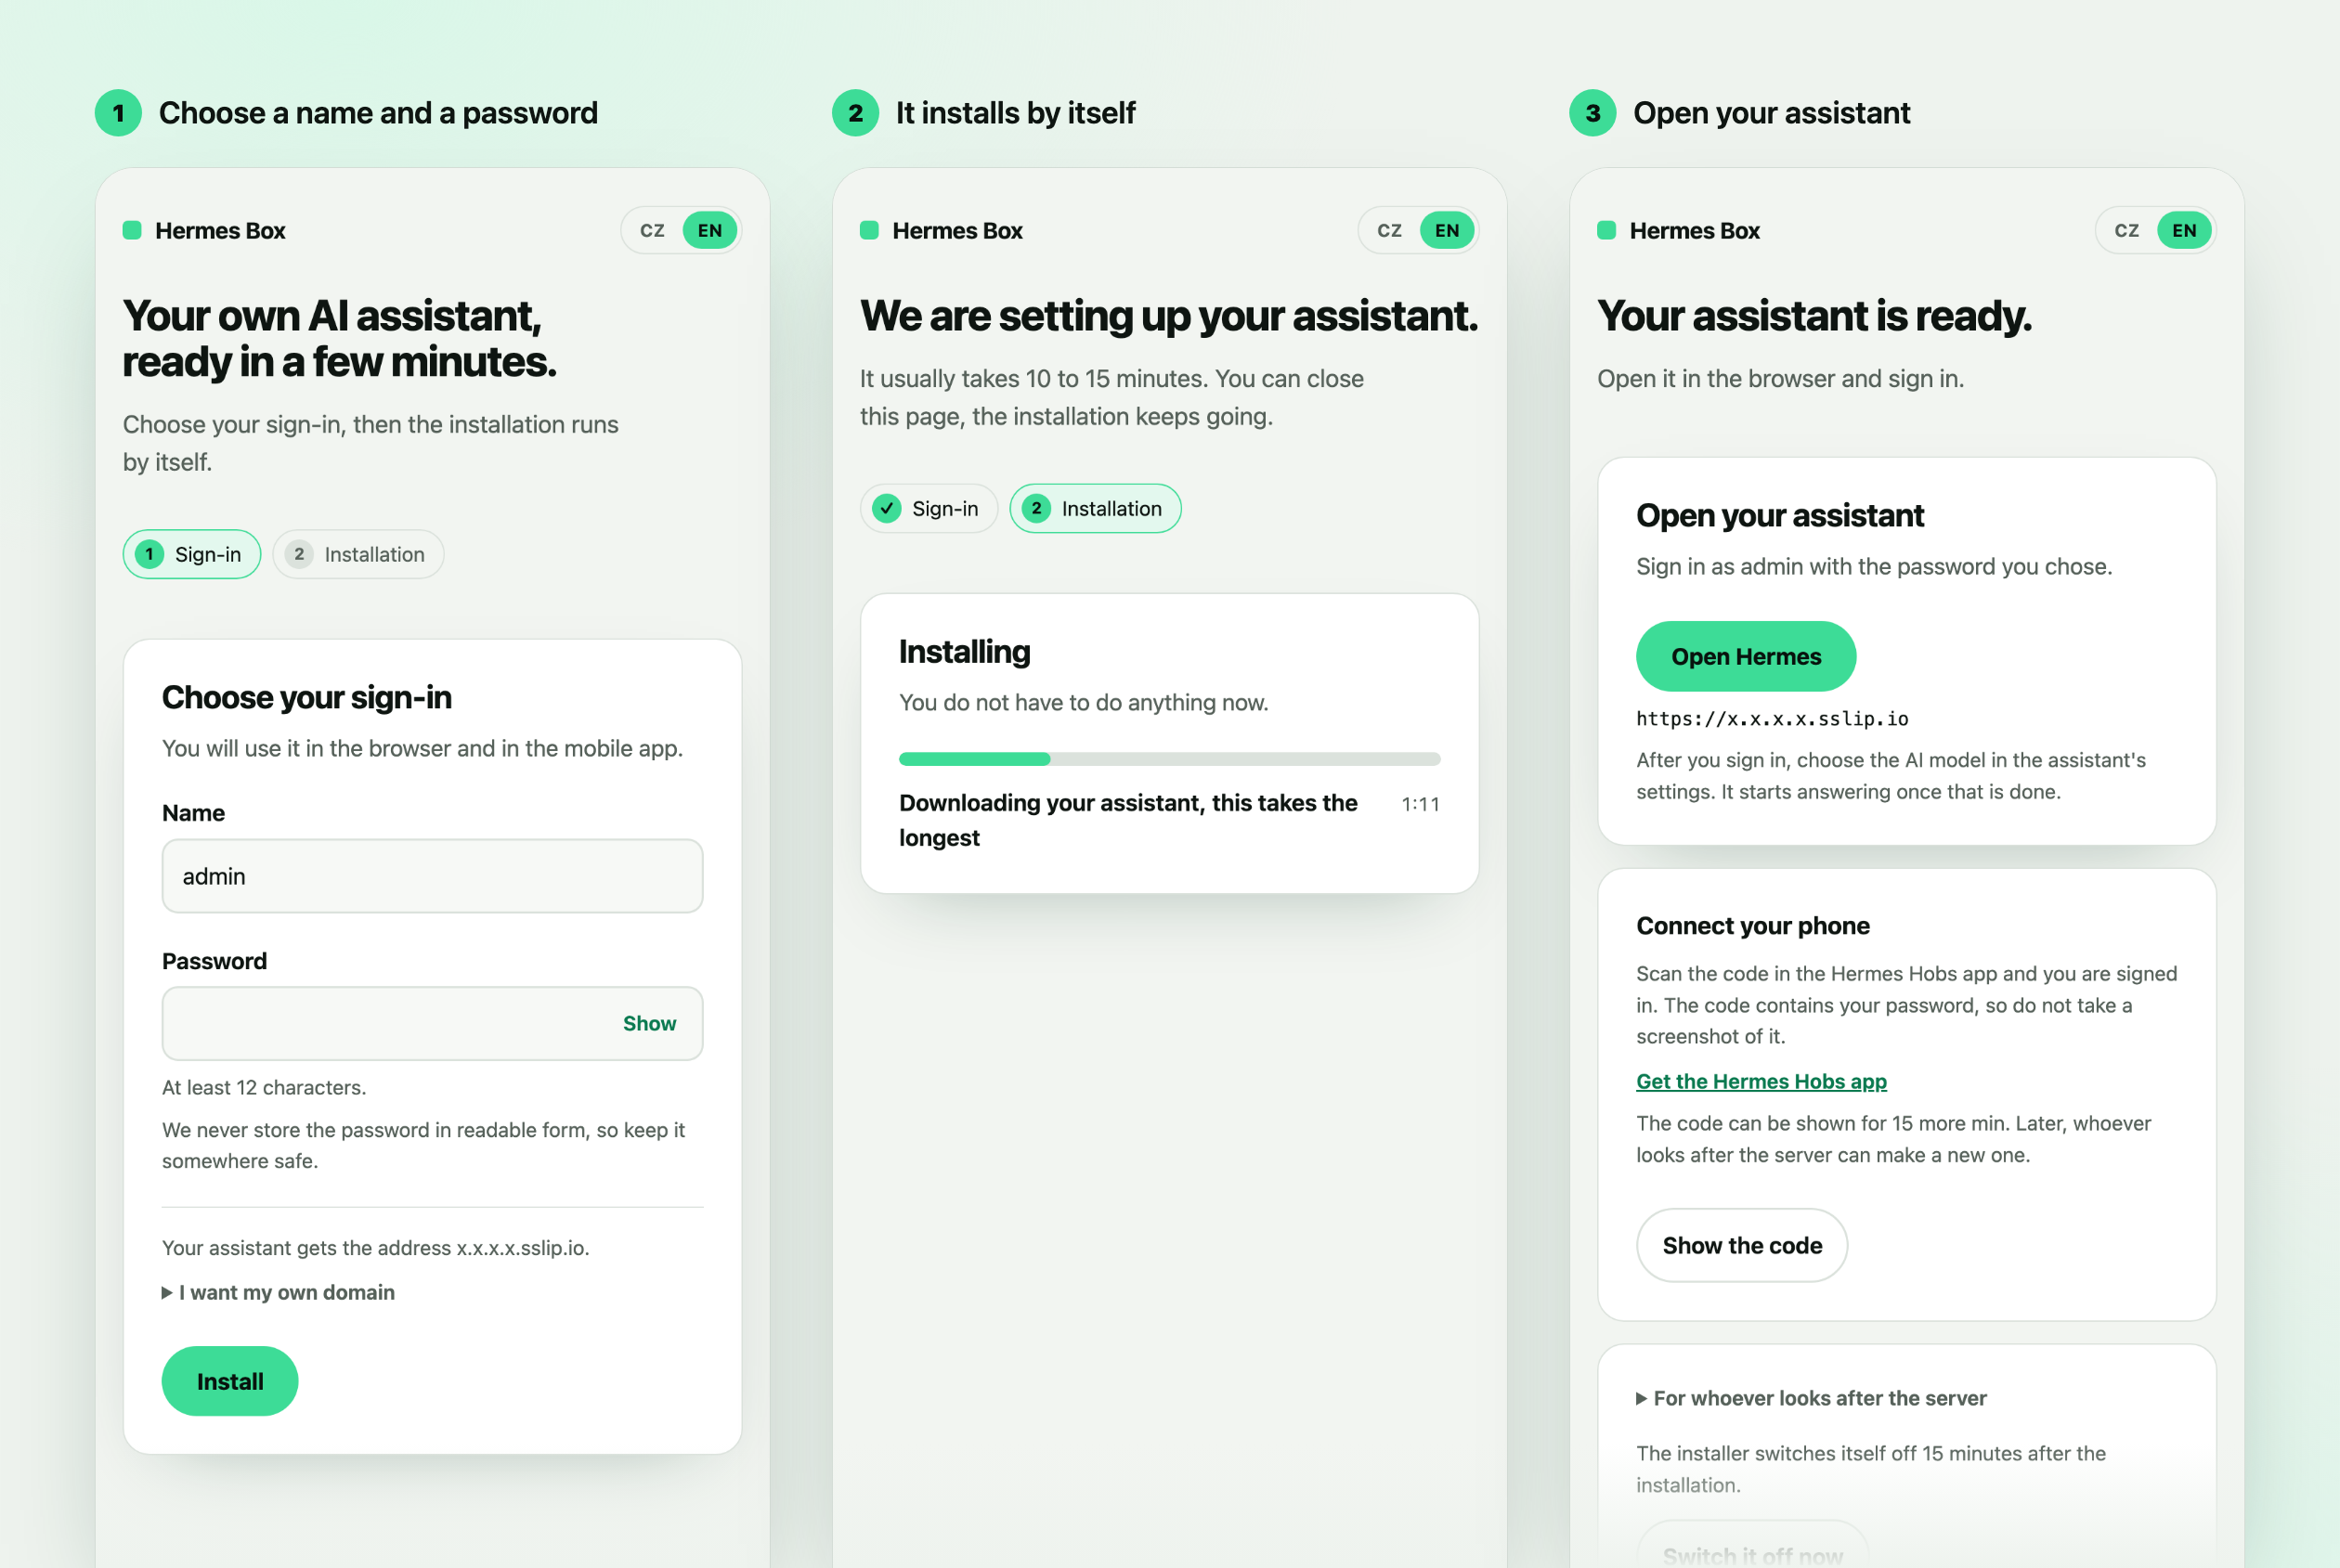 1 Choose a name and a password
Hermes Box
CZ EN
Your own AI assistant,
ready in a few minutes.
Choose your sign-in, then the installation runs
by itself.
1 Sign-in 2 Installation
Choose your sign-in
You will use it in the browser and in the mobile app.
Name
admin
Password
Show
At least 12 characters.
We never store the password in readable form, so keep it
somewhere safe.
Your assistant gets the address x.x.x.x.sslip.io.
I want my own domain
Install
2 It installs by itself
Hermes Box
CZ EN
We are setting up your assistant.
It usually takes 10 to 15 minutes. You can close
this page, the installation keeps going.
Sign-in 2 Installation
Installing
You do not have to do anything now.
Downloading your assistant, this takes the 1:11
longest
3 Open your assistant
Hermes Box
CZ EN
Your assistant is ready.
Open it in the browser and sign in.
Open your assistant
Sign in as admin with the password you chose.
Open Hermes
https://x.x.x.x.sslip.io
After you sign in, choose the AI model in the assistant's
settings. It starts answering once that is done.
Connect your phone
Scan the code in the Hermes Hobs app and you are signed
in. The code contains your password, so do not take a
screenshot of it.
Get the Hermes Hobs app
The code can be shown for 15 more min. Later, whoever
looks after the server can make a new one.
Show the code
For whoever looks after the server
The installer switches itself off 15 minutes after the
installation.
Switch it off now